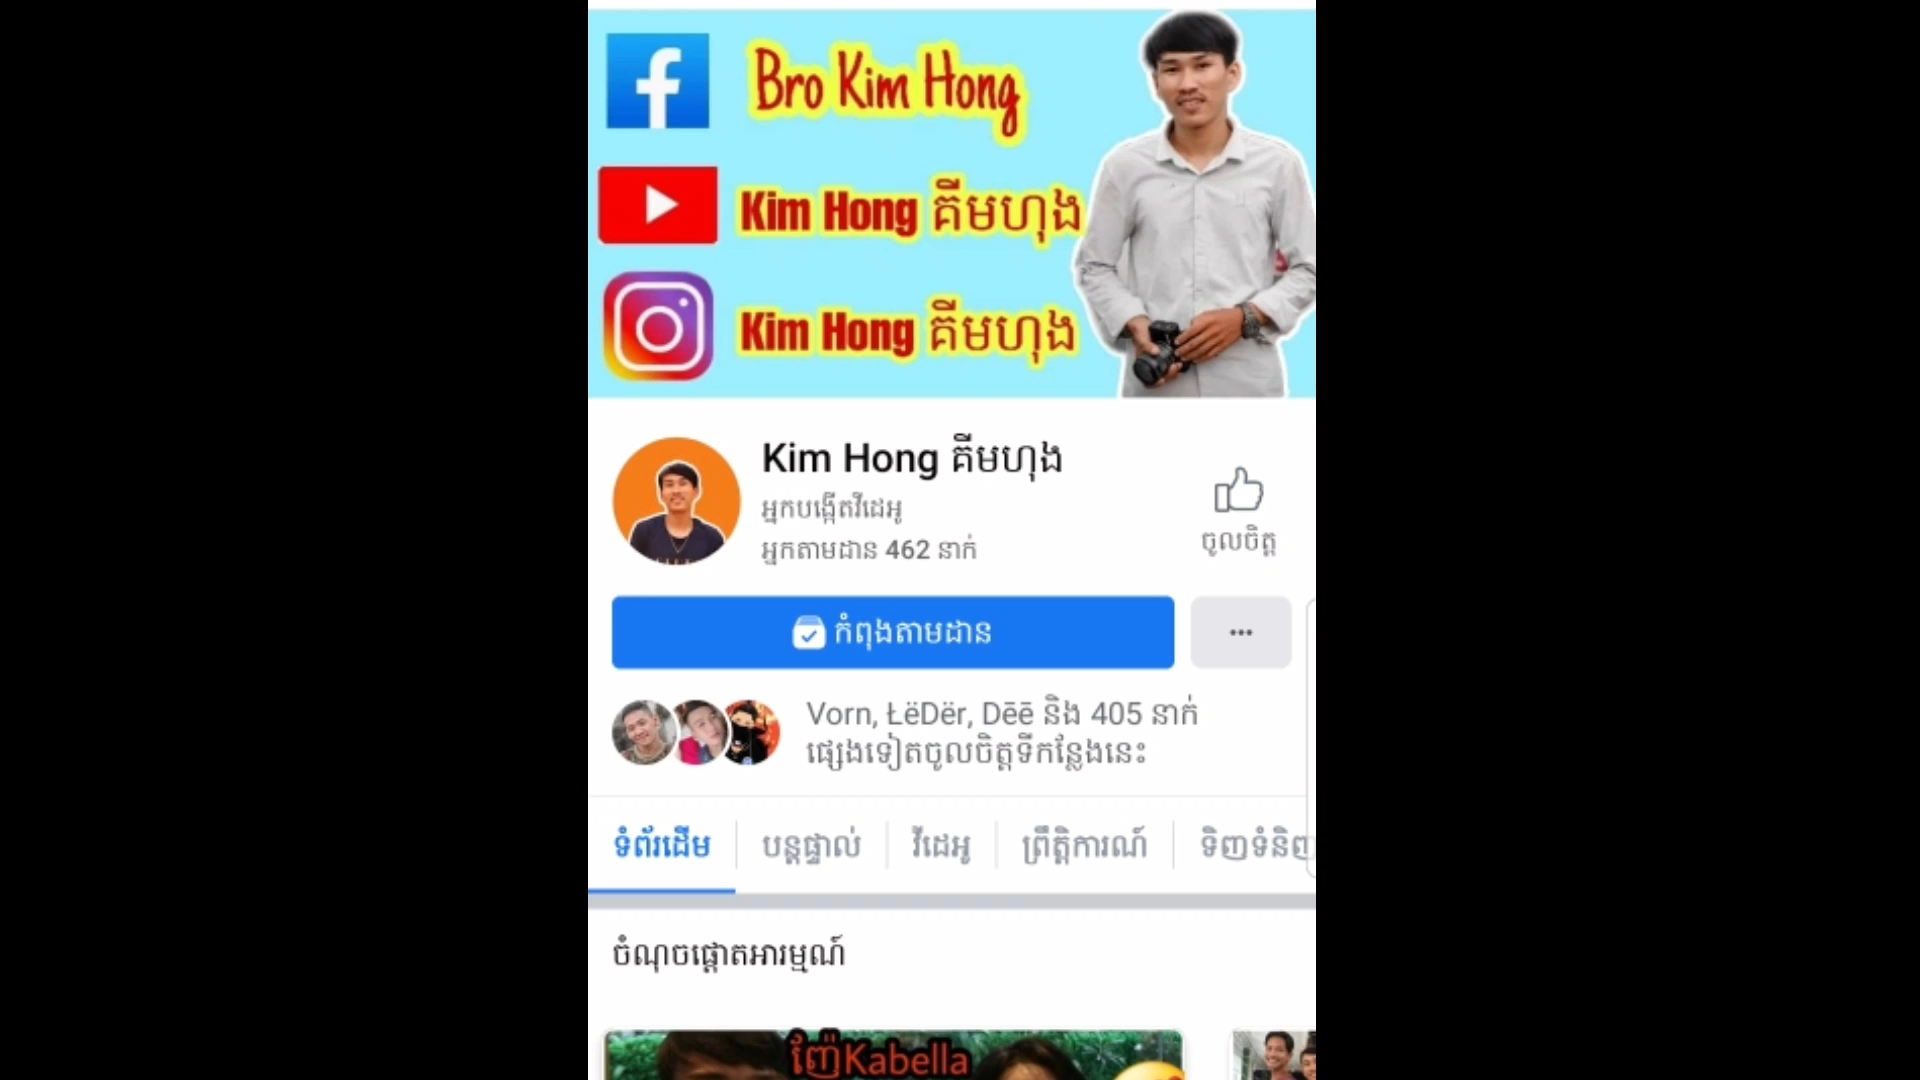 Bro Kim Hong
Kim Hong គីមហុង
Kim Hong គីមហុង
Kim Hong គីមហុង
អ្នកបង្កើតវីដេអូ
អ្នកតាមដាន 462 នាក់
ចូលចិត្ត
កំពុងតាមដាន
Vorn, ŁëDër, Dēē និង 405 នាក់
ផ្សេងទៀតចូលចិត្តទីកន្លែងនេះ
ទំព័រដើម បន្តផ្ទាល់ វីដេអូ ព្រឹត្តិការណ៍ ទិញទំនិញ
ចំណុចផ្តោតអារម្មណ៍
ញ៉ែKabella